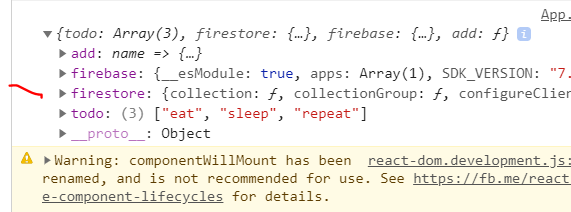 App.
▼{todo: Array(3), firestore: {…}, firebase: {…}, add: ƒ} i
▶ add: name => {…}
▶ firebase: {__esModule: true, apps: Array(1), SDK_VERSION: "7.
▶ firestore: {collection: ƒ, collectionGroup: ƒ, configureClie
▶ todo: (3) ["eat", "sleep", "repeat"]
▶ __proto__: Object
▶Warning: componentWillMount has been react-dom.development.js:
renamed, and is not recommended for use. See https://fb.me/react
e-component-lifecycles for details.